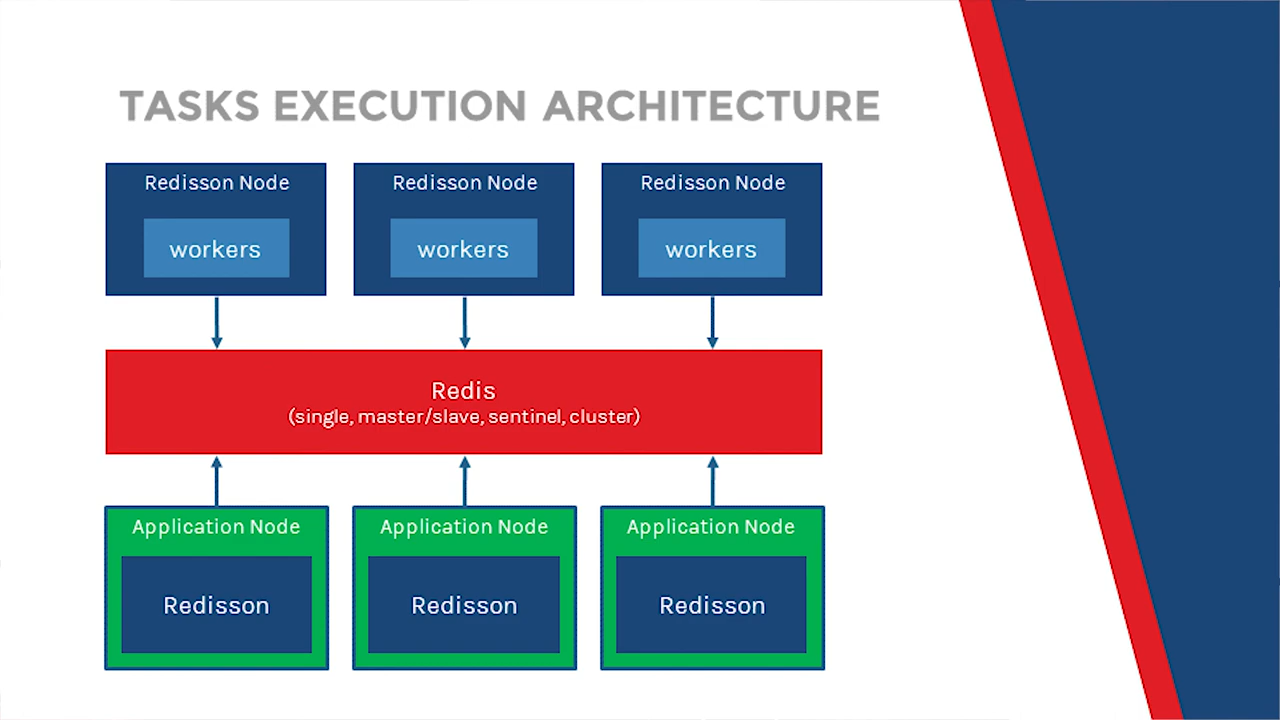 TASKS EXECUTION ARCHITECTURE
Redisson Node
workers
Redisson Node
workers
Redisson Node
workers
Redis
(single, master/slave, sentinel, cluster)
Application Node
Redisson
Application Node
Redisson
Application Node
Redisson